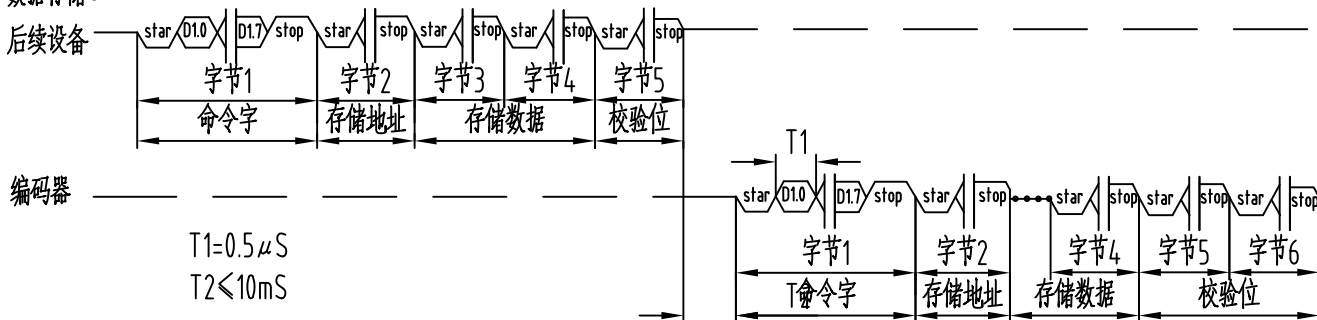 数据存储:
后续设备 star D1.0 D1.7 stop star stop star stop star stop star stop
字节1 字节2 字节3 字节4 字节5
命令字 存储地址 存储数据 校验位
T1
编码器 star D1.0 D1.7 stop star stop star stop star stop star stop
T1=0.5μS 字节1 字节2 字节4 字节5 字节6
T2≤10mS 命令字 存储地址 存储数据 校验位